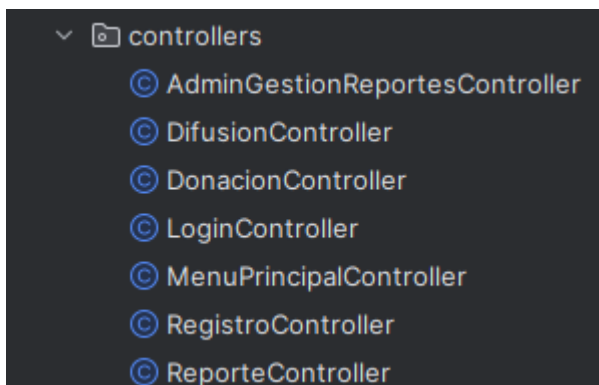 controllers
AdminGestionReportesController
DifusionController
DonacionController
LoginController
MenuPrincipalController
RegistroController
ReporteController